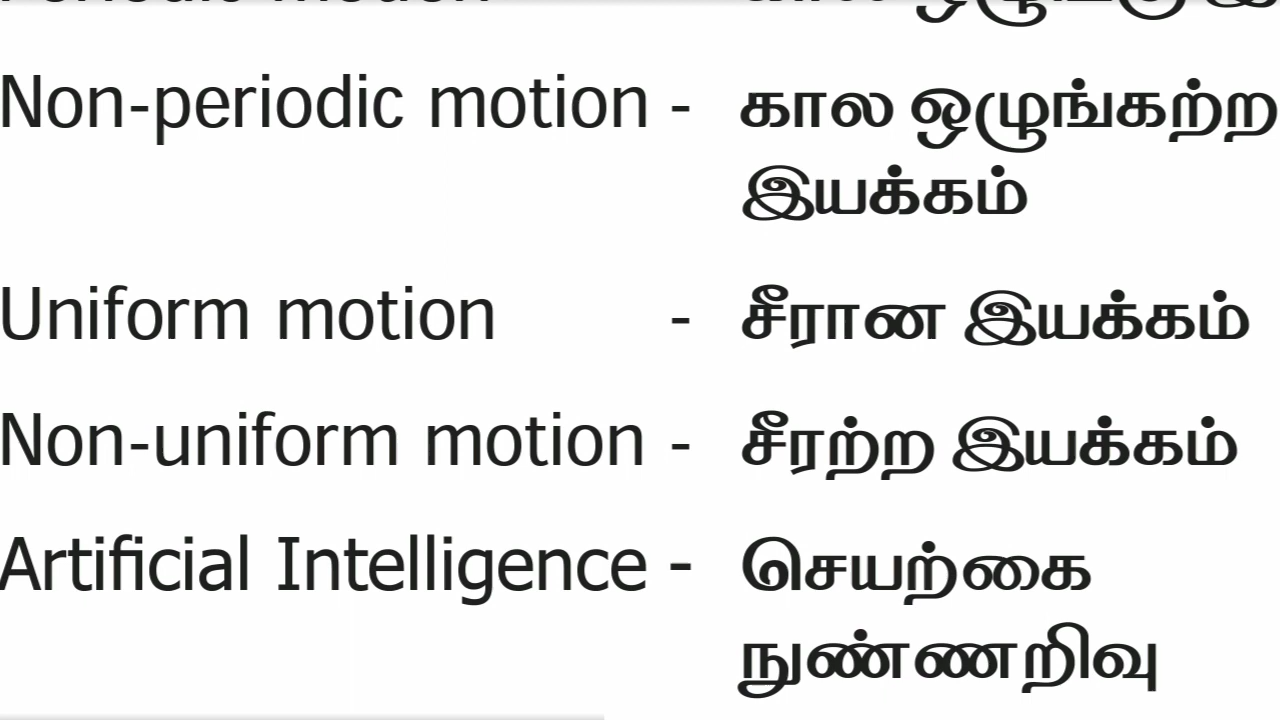 Non-periodic motion - கால ஒழுங்கற்ற
இயக்கம்
Uniform motion - சீரான இயக்கம்
Non-uniform motion - சீரற்ற இயக்கம்
Artificial Intelligence - செயற்கை
நுண்ணறிவு